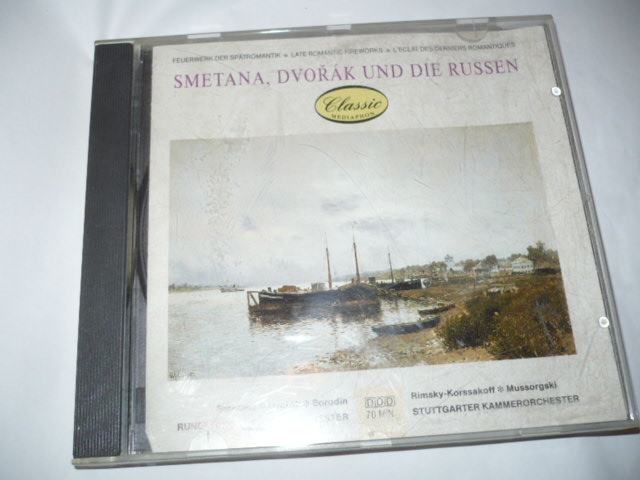 FEUERWERK DER SPÄTROMANTIK ✻ LATE ROMANTIC FIREWORKS ✻ L'ECLAT DES DERNIERS ROMANTIQUES
SMETANA, DVOŘÁK UND DIE RUSSEN
Classic
MEDIAPHON
✻ Borodin
DDD
70 MIN.
Rimsky-Korssakoff ✻ Mussorgski
STUTTGARTER KAMMERORCHESTER